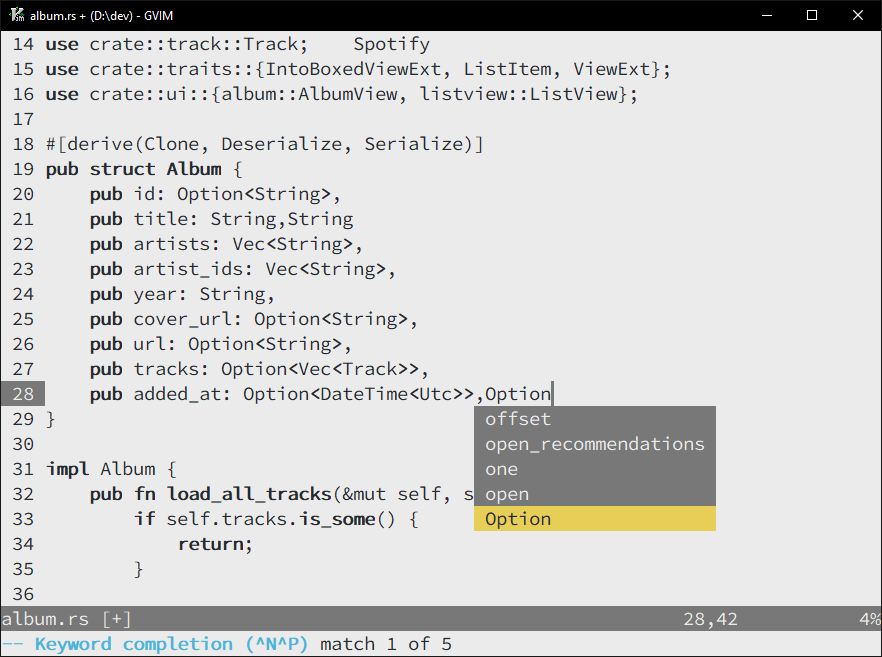 album.rs + (D:\dev) - GVIM
14 use crate::track::Track;    Spotify
15 use crate::traits::{IntoBoxedViewExt, ListItem, ViewExt};
16 use crate::ui::{album::AlbumView, listview::ListView};
17
18 #[derive(Clone, Deserialize, Serialize)]
19 pub struct Album {
20     pub id: Option<String>,
21     pub title: String,String
22     pub artists: Vec<String>,
23     pub artist_ids: Vec<String>,
24     pub year: String,
25     pub cover_url: Option<String>,
26     pub url: Option<String>,
27     pub tracks: Option<Vec<Track>>,
28     pub added_at: Option<DateTime<Utc>>,Option
29 }
offset
30
open_recommendations
31 impl Album {
one
32     pub fn load_all_tracks(&mut self, s
open
33         if self.tracks.is_some() {
Option
34             return;
35         }
36
album.rs [+] 28,42 4%
-- Keyword completion (^N^P) match 1 of 5